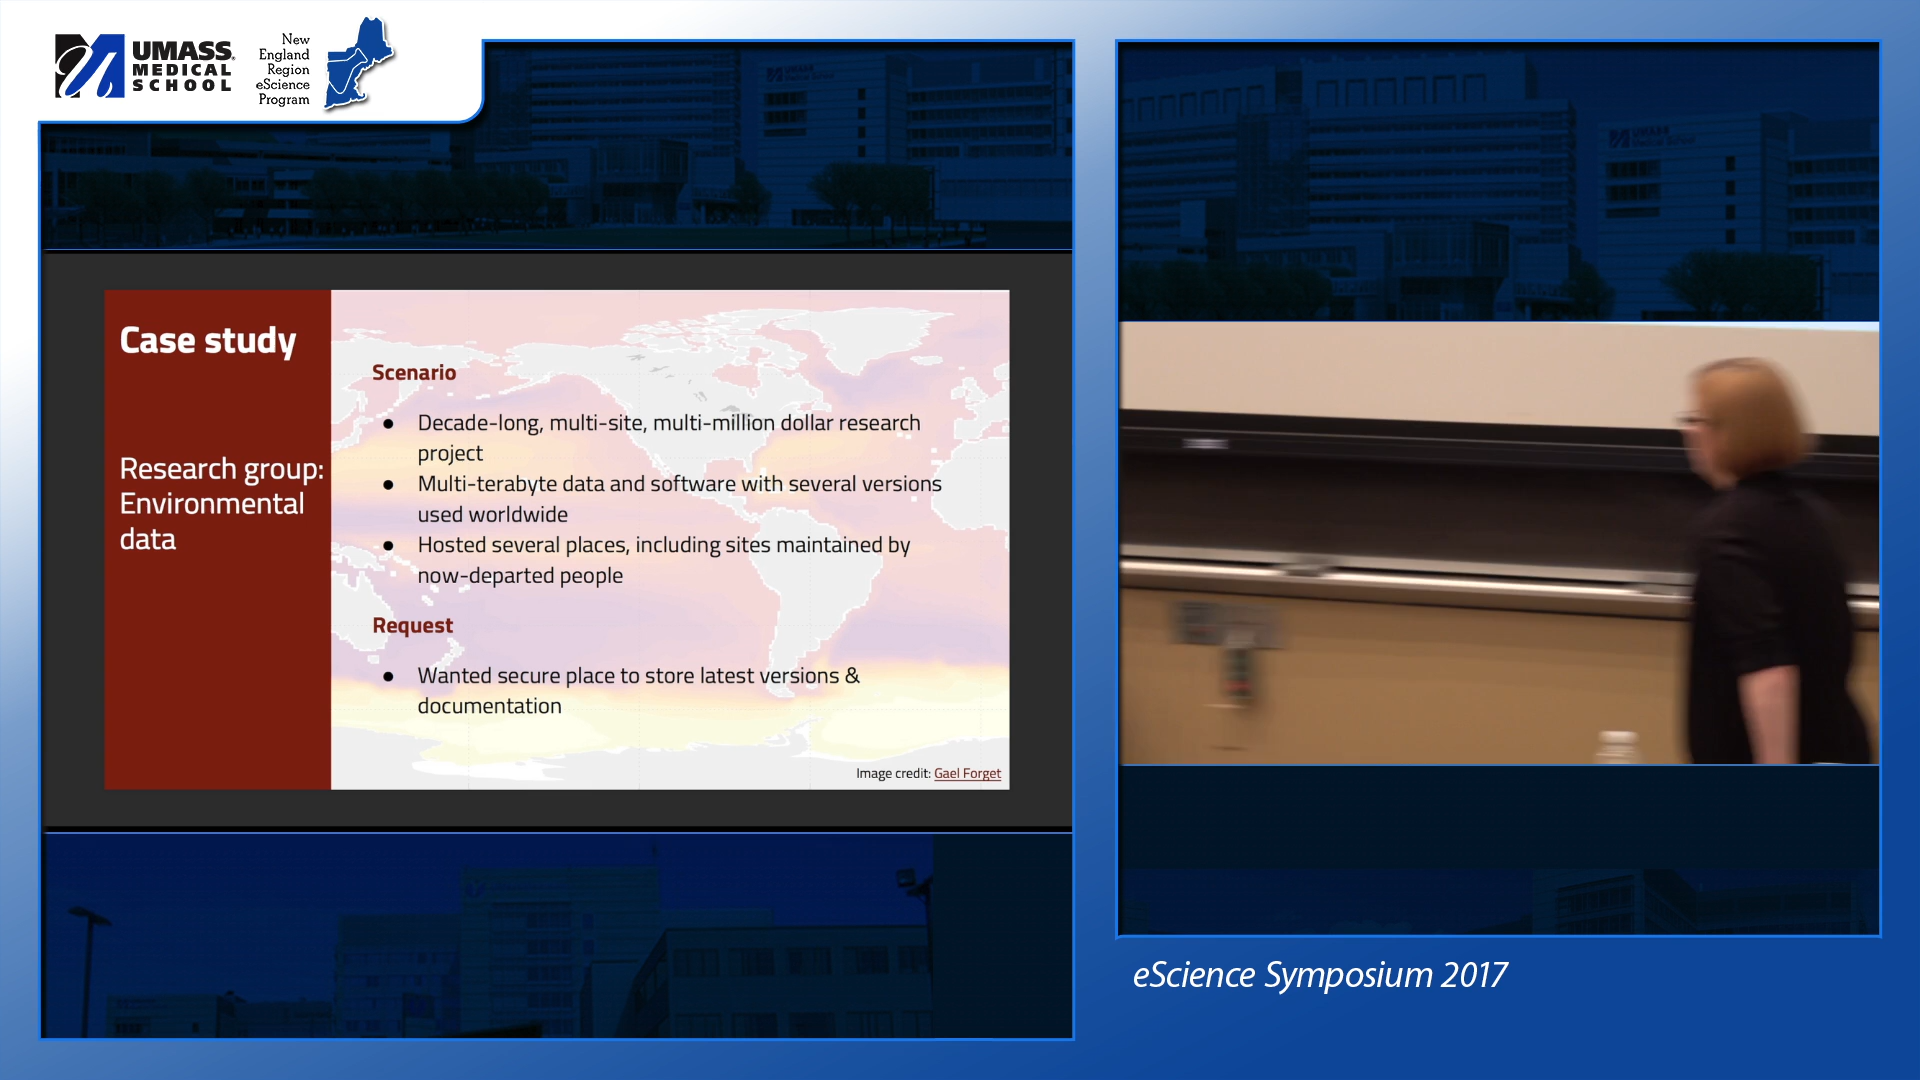 UMASS
MEDICAL
SCHOOL
New
England
Region
eScience
Program
Case study
Research group:
Environmental
data
Scenario
● Decade-long, multi-site, multi-million dollar research
project
● Multi-terabyte data and software with several versions
used worldwide
● Hosted several places, including sites maintained by
now-departed people
Request
● Wanted secure place to store latest versions &
documentation
Image credit: Gael Forget
eScience Symposium 2017